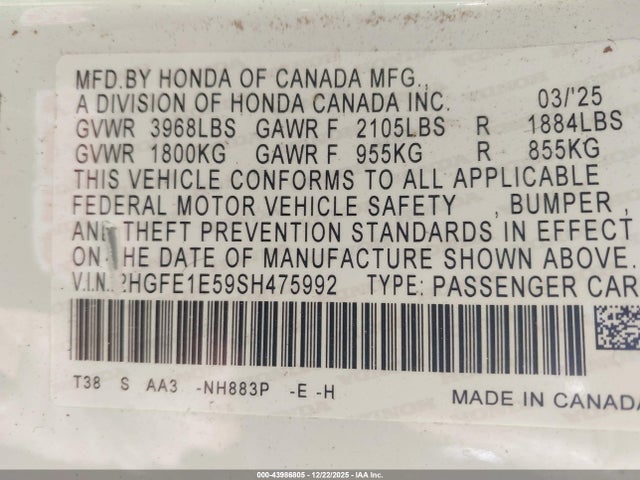 MFD.BY HONDA OF CANADA MFG.,
A DIVISION OF HONDA CANADA INC. 03/'25
GVWR 3968LBS GAWR F 2105LBS R 1884LBS
GVWR 1800KG GAWR F 955KG R 855KG
THIS VEHICLE CONFORMS TO ALL APPLICABLE
FEDERAL MOTOR VEHICLE SAFETY , BUMPER ,
AND THEFT PREVENTION STANDARDS IN EFFECT
ON THE DATE OF MANUFACTURE SHOWN ABOVE.
V.I.N. 2HGFE1E59SH475992 TYPE: PASSENGER CAR
T38 S AA3 -NH883P -E -H
MADE IN CANADA
000-43986805 - 12/22/2025 - IAA Inc.